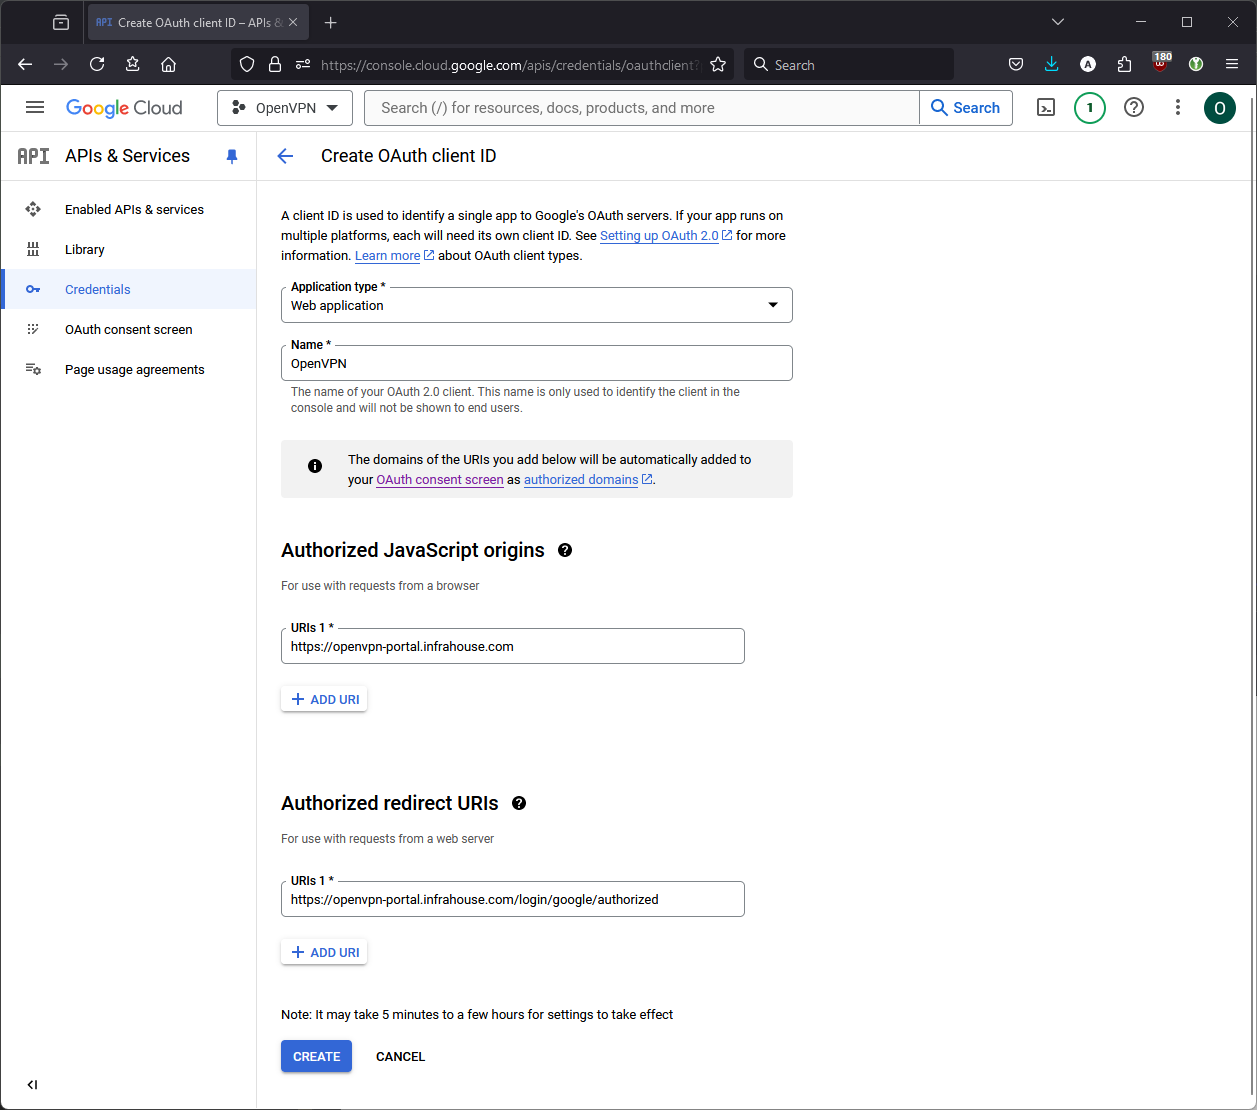 API Create OAuth client ID – APIs &
https://console.cloud.google.com/apis/credentials/oauthclient?
Search
180
Google Cloud
OpenVPN
Search (/) for resources, docs, products, and more
Search
1
O
API APIs & Services
Create OAuth client ID
Enabled APIs & services
Library
Credentials
OAuth consent screen
Page usage agreements
A client ID is used to identify a single app to Google's OAuth servers. If your app runs on
multiple platforms, each will need its own client ID. See Setting up OAuth 2.0 for more
information. Learn more about OAuth client types.
Application type *
Web application
Name *
OpenVPN
The name of your OAuth 2.0 client. This name is only used to identify the client in the
console and will not be shown to end users.
The domains of the URIs you add below will be automatically added to
your OAuth consent screen as authorized domains.
Authorized JavaScript origins
For use with requests from a browser
URIs 1 *
https://openvpn-portal.infrahouse.com
ADD URI
Authorized redirect URIs
For use with requests from a web server
URIs 1 *
https://openvpn-portal.infrahouse.com/login/google/authorized
ADD URI
Note: It may take 5 minutes to a few hours for settings to take effect
CREATE
CANCEL